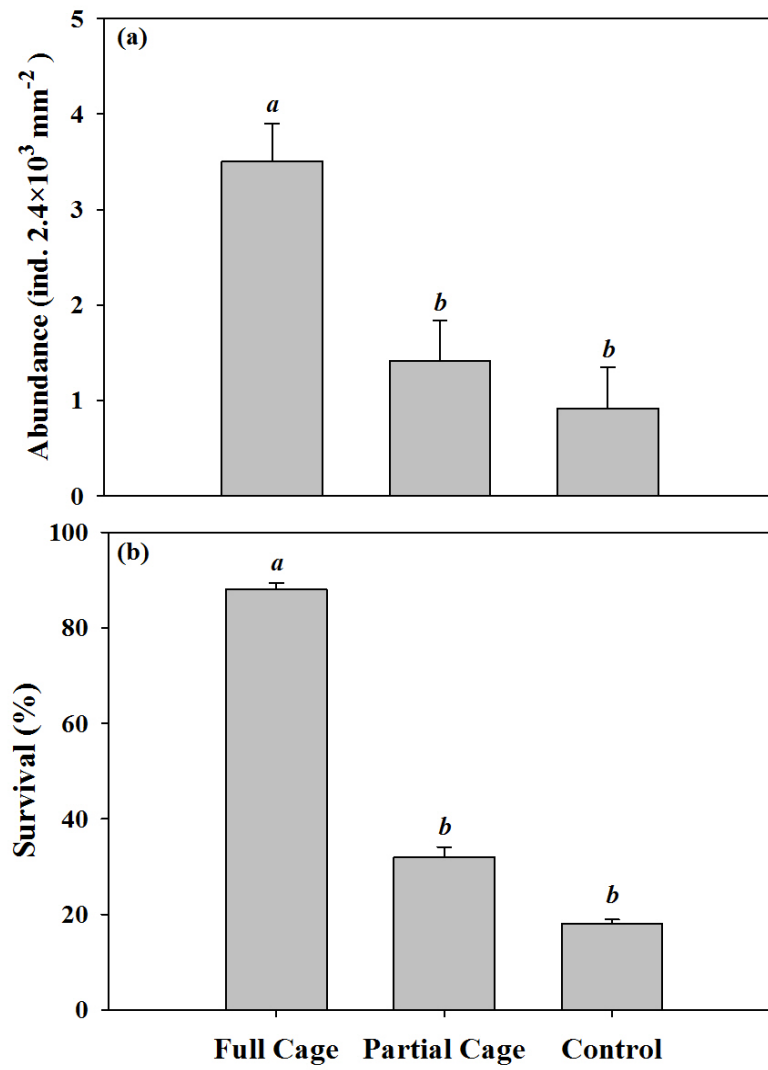 (a)
Abundance (ind. 2.4×10³ mm⁻²
5
4
3
2
1
0
a
b
b
(b)
Survival (%)
100
80
60
40
20
0
a
b
b
Full Cage Partial Cage Control